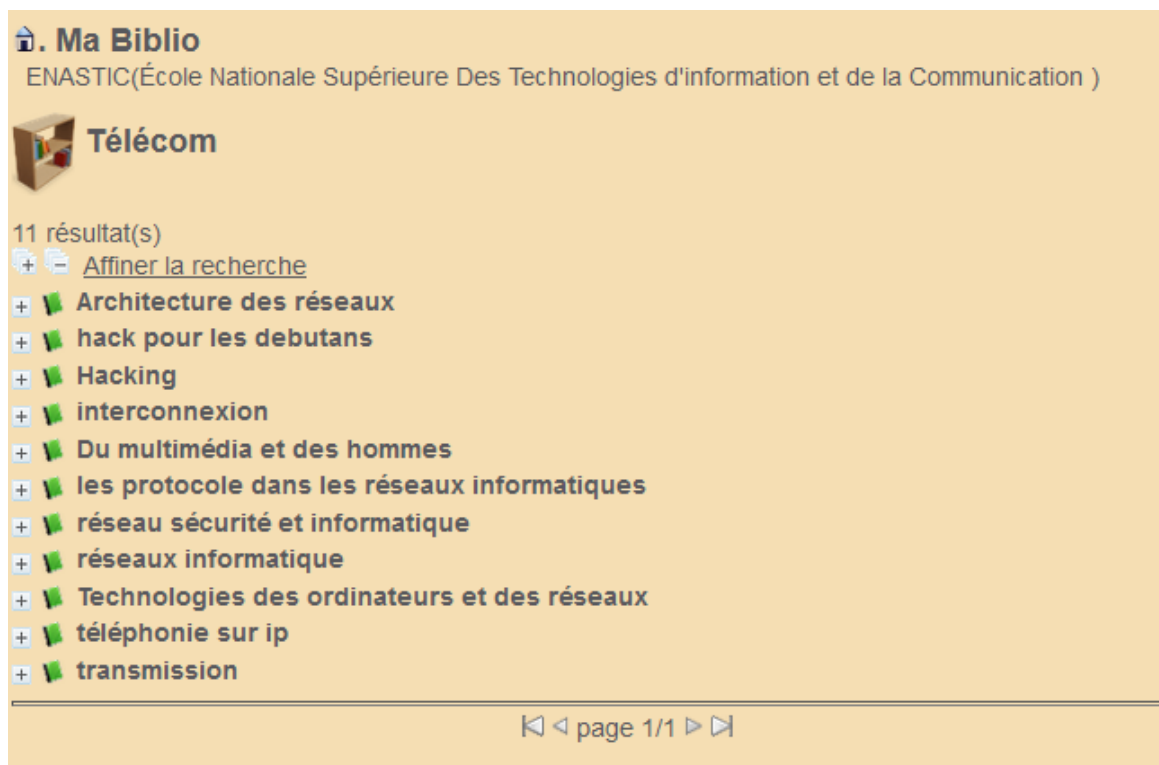 . Ma Biblio
ENASTIC(École Nationale Supérieure Des Technologies d'information et de la Communication )
Télécom
11 résultat(s)
Affiner la recherche
Architecture des réseaux
hack pour les debutans
Hacking
interconnexion
Du multimédia et des hommes
les protocole dans les réseaux informatiques
réseau sécurité et informatique
réseaux informatique
Technologies des ordinateurs et des réseaux
téléphonie sur ip
transmission
page 1/1